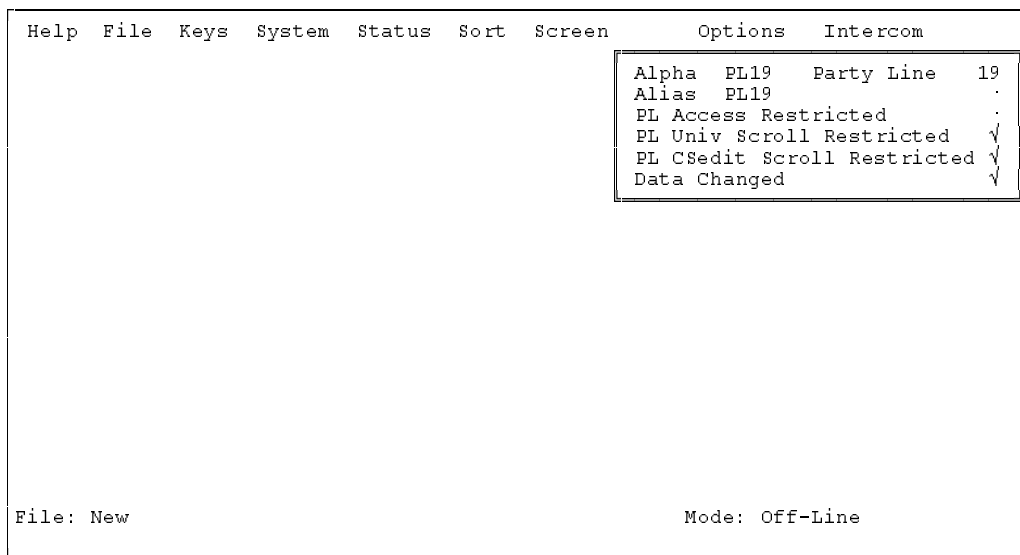 Help File Keys System Status Sort Screen Options Intercom
Alpha PL19 Party Line 19
Alias PL19 .
PL Access Restricted .
PL Univ Scroll Restricted √
PL CSedit Scroll Restricted √
Data Changed √
File: New Mode: Off-Line